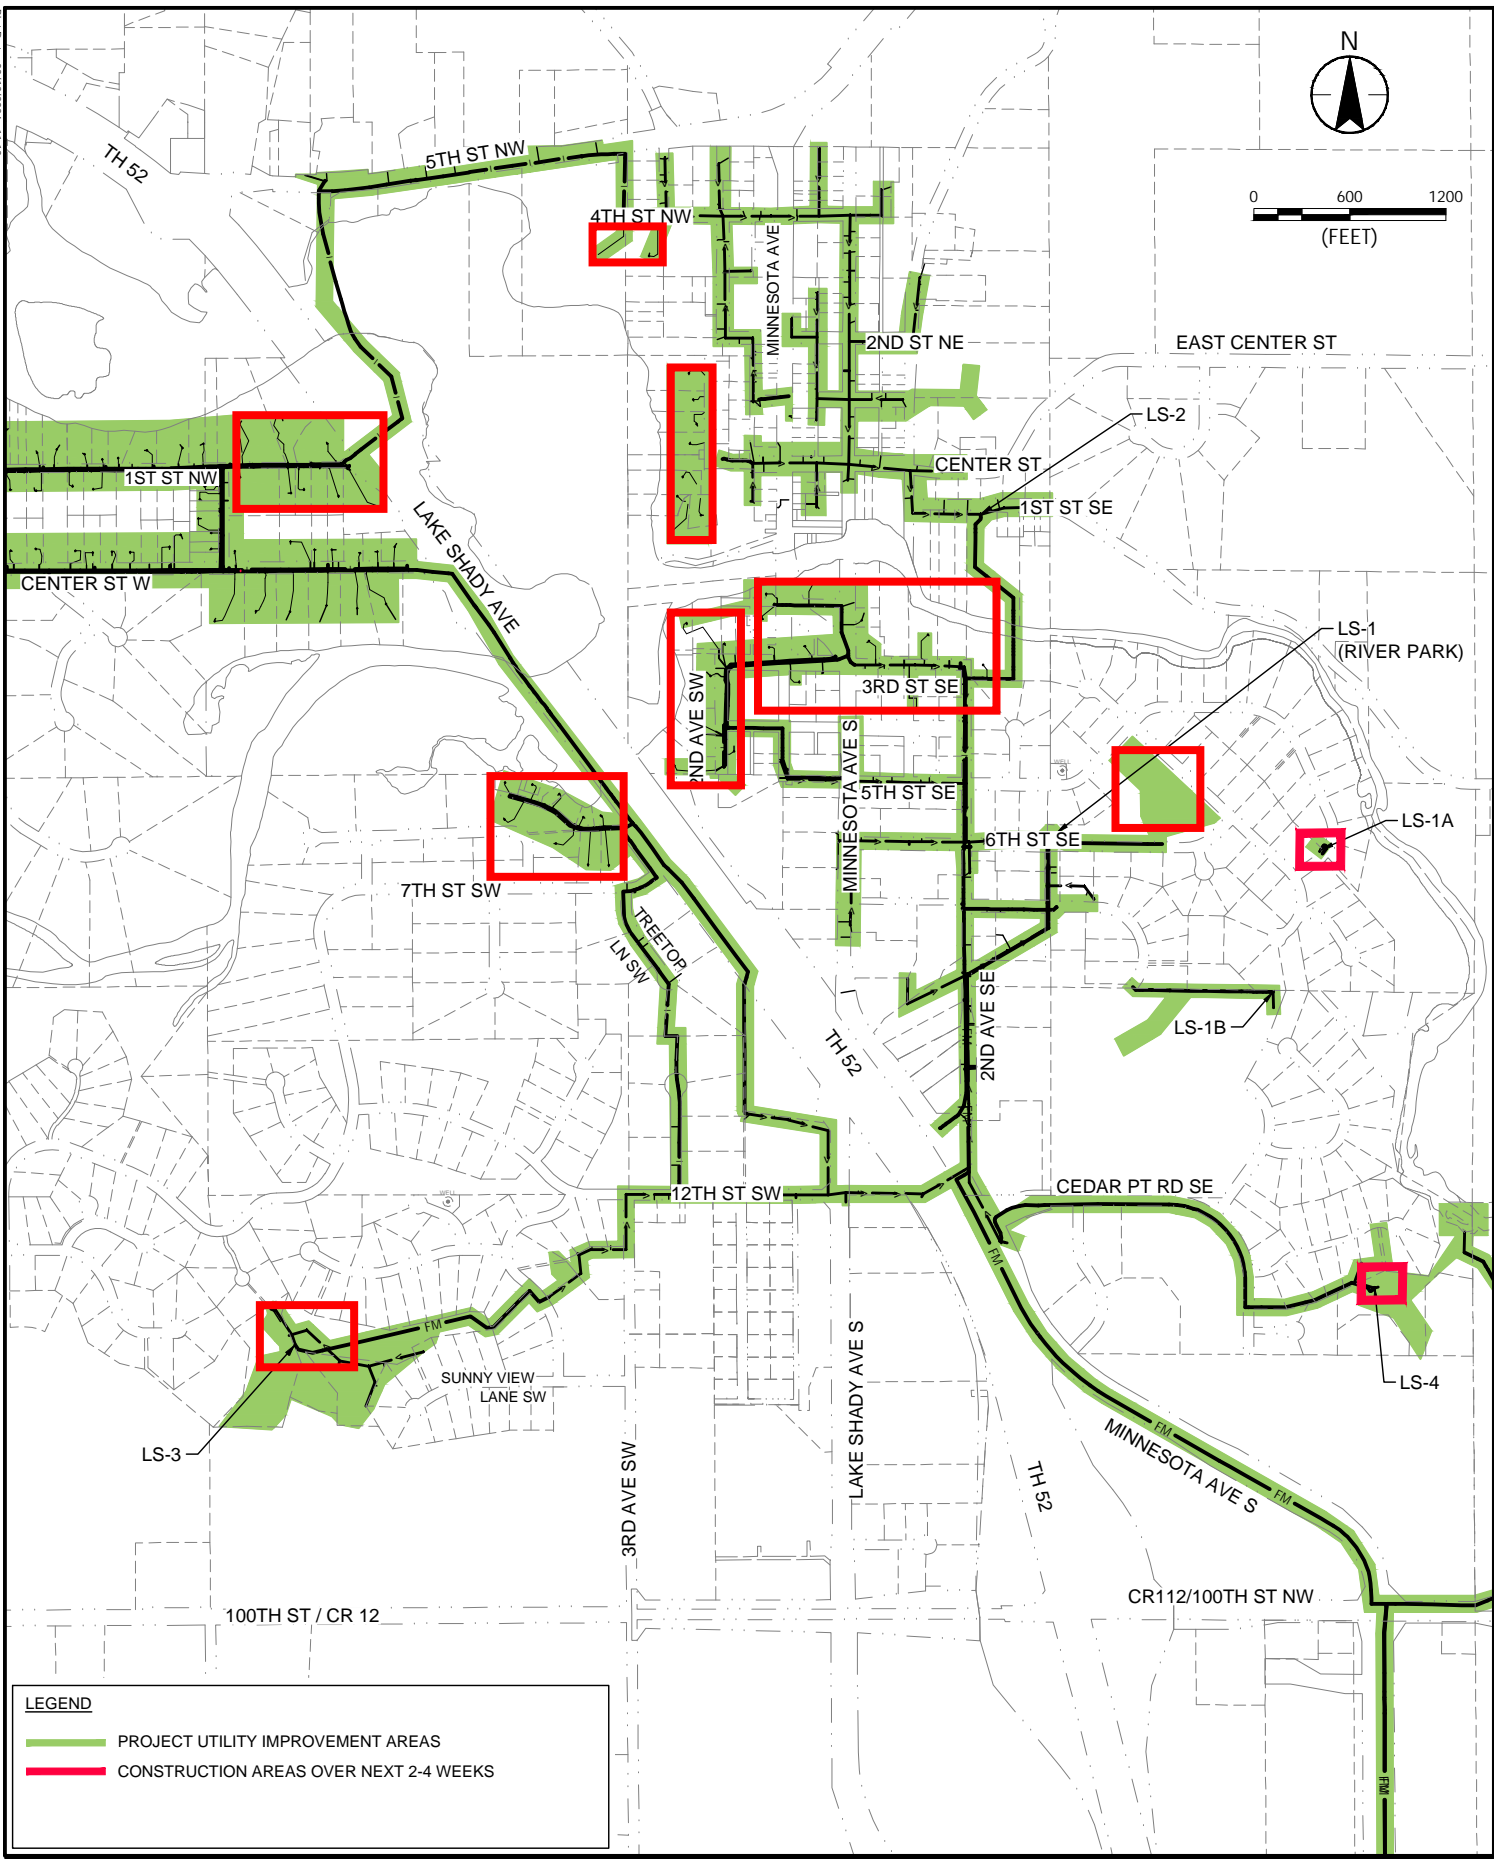 N
TH 52
5TH ST NW
0 600 1200
(FEET)
4TH ST NW
MINNESOTA AVE
2ND ST NE
EAST CENTER ST
LS-2
CENTER ST
1ST ST NW
1ST ST SE
LAKE SHADY AVE
CENTER ST W
LS-1
(RIVER PARK)
3RD ST SE
2ND AVE SW
MINNESOTA AVE S
WELL
5TH ST SE
LS-1A
6TH ST SE
7TH ST SW
TREETOP
LN SW
LS-1B
2ND AVE SE
TH 52
FM
WELL
12TH ST SW
CEDAR PT RD SE
FM
FM
SUNNY VIEW
LANE SW
LS-4
LS-3
LAKE SHADY AVE S
FM
MINNESOTA AVE S
3RD AVE SW
TH 52
FM
100TH ST / CR 12
CR112/100TH ST NW
FM
LEGEND
PROJECT UTILITY IMPROVEMENT AREAS
CONSTRUCTION AREAS OVER NEXT 2-4 WEEKS